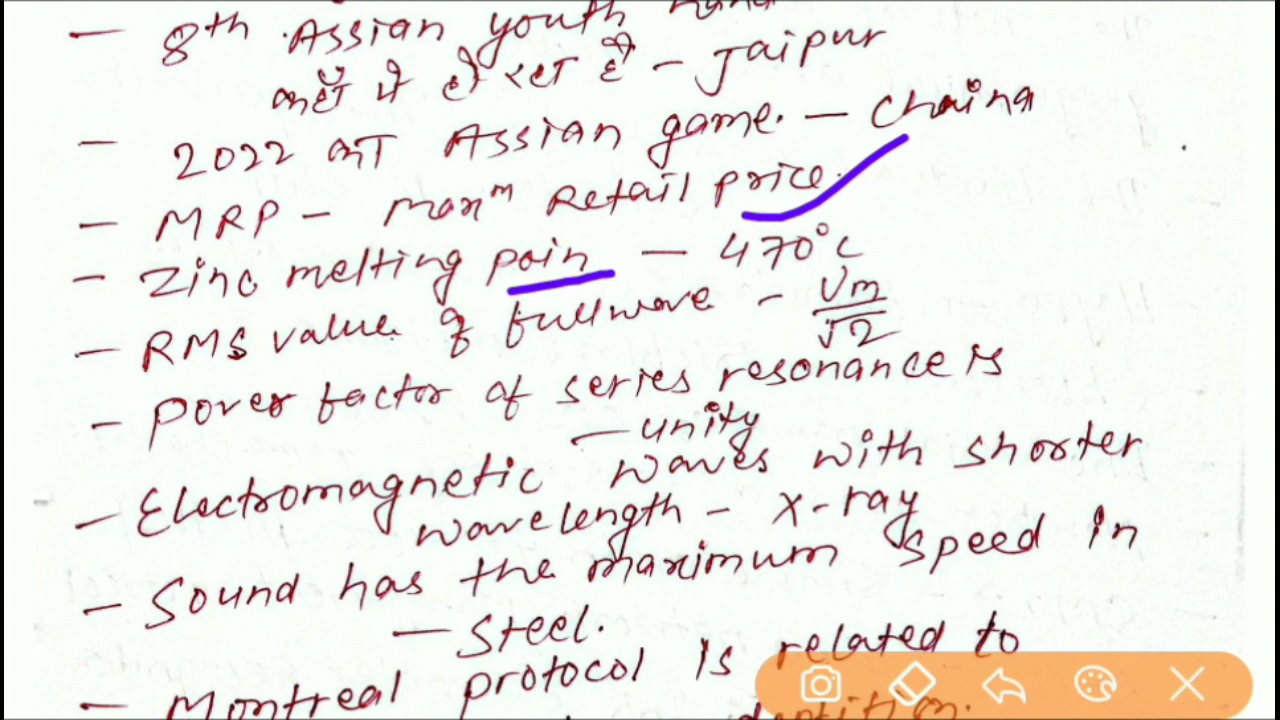 - 8th Assian youth
कहाँ पे हो रहा है - Jaipur
- 2022 का Assian game. - Chaina
- MRP - Maxm Retail price.
- Zinc melting poin - 470°C
- RMS value of fullwave - Vm/√2
- Power factor of series resonance is
- unity
- Electromagnetic waves with shorter
wavelength - X-ray
- Sound has the maximum speed in
- Steel.
- Montreal protocol is related to